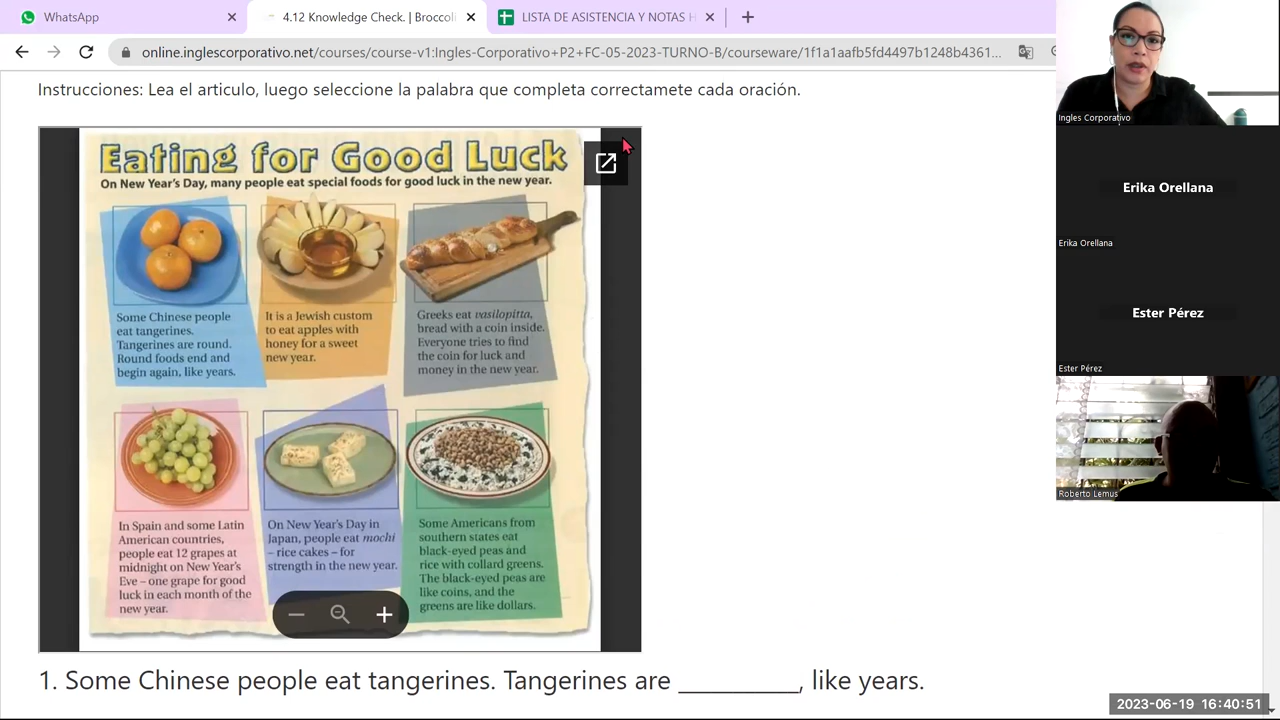 WhatsApp
4.12 Knowledge Check. | Broccoli
LISTA DE ASISTENCIA Y NOTAS
online.inglescorporativo.net/courses/course-v1:Ingles-Corporativo+P2+FC-05-2023-TURNO-B/courseware/1f1a1aafb5fd4497b1248b4361...
Instrucciones: Lea el articulo, luego seleccione la palabra que completa correctamete cada oración.
Eating for Good Luck
On New Year's Day, many people eat special foods for good luck in the new year.
Some Chinese people
eat tangerines.
Tangerines are round.
Round foods end and
begin again, like years.
It is a Jewish custom
to eat apples with
honey for a sweet
new year.
Greeks eat vasilopitta,
bread with a coin inside.
Everyone tries to find
the coin for luck and
money in the new year.
In Spain and some Latin
American countries,
people eat 12 grapes at
midnight on New Year's
Eve – one grape for good
luck in each month of the
new year.
On New Year's Day in
Japan, people eat mochi
– rice cakes – for
strength in the new year.
Some Americans from
southern states eat
black-eyed peas and
rice with collard greens.
The black-eyed peas are
like coins, and the
greens are like dollars.
1. Some Chinese people eat tangerines. Tangerines are _________, like years.
Ingles Corporativo
Erika Orellana
Erika Orellana
Ester Pérez
Ester Pérez
Roberto Lemus
2023-06-19 16:40:51